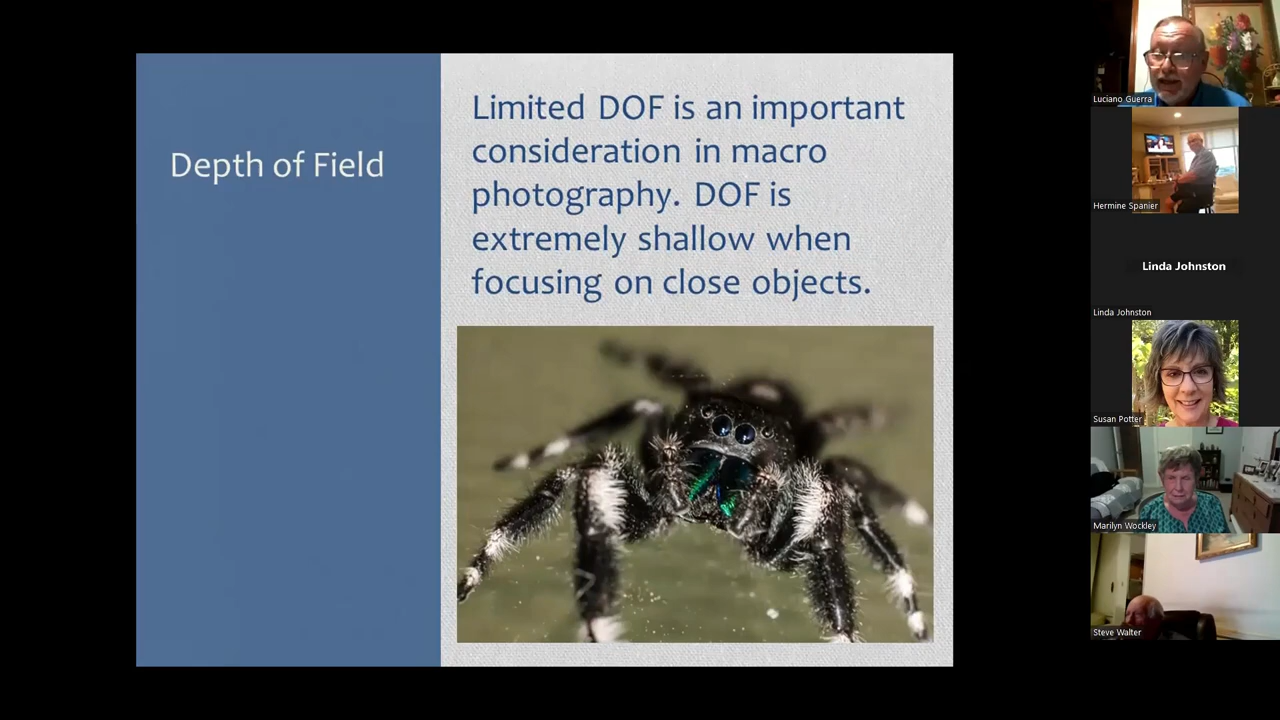 Depth of Field
Limited DOF is an important
consideration in macro
photography. DOF is
extremely shallow when
focusing on close objects.
Luciano Guerra
Hermine Spanier
Linda Johnston
Linda Johnston
Susan Potter
Marilyn Wockley
Steve Walter